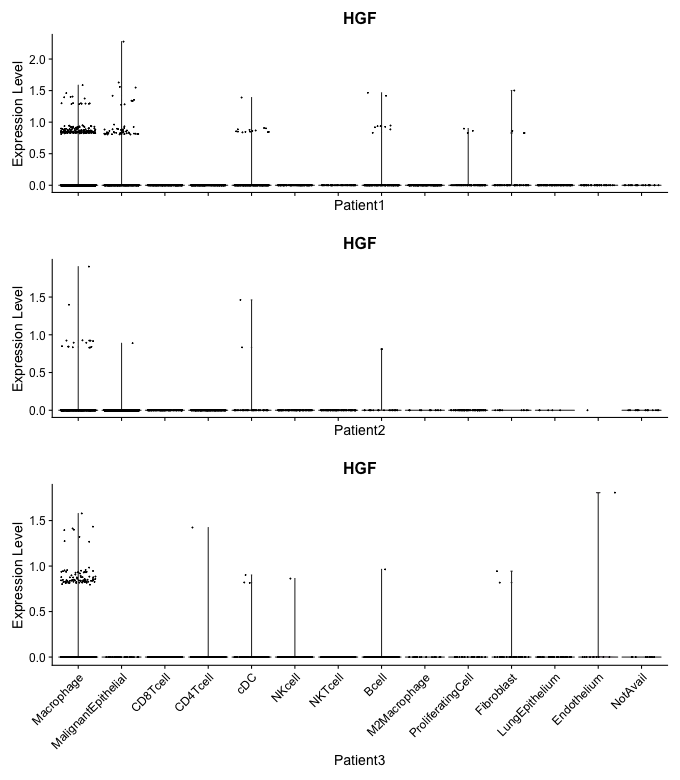 HGF
Expression Level
2.0
1.5
1.0
0.5
0.0
Patient1
HGF
Expression Level
1.5
1.0
0.5
0.0
Patient2
HGF
Expression Level
1.5
1.0
0.5
0.0
Macrophage
MalignantEpithelial
CD8Tcell
CD4Tcell
cDC
NKcell
NKTcell
Bcell
M2Macrophage
ProliferatingCell
Fibroblast
LungEpithelium
Endothelium
NotAvail
Patient3